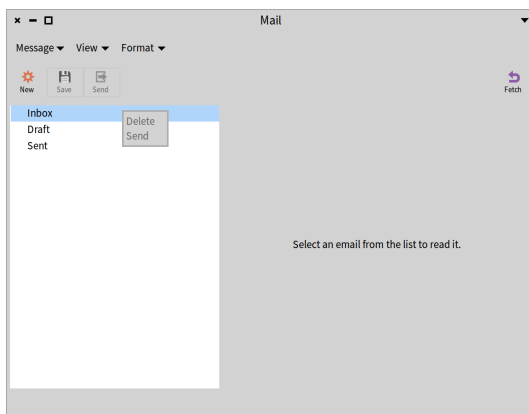 Mail
Message View Format
New Save Send Fetch
Inbox
Draft
Sent
Delete
Send
Select an email from the list to read it.